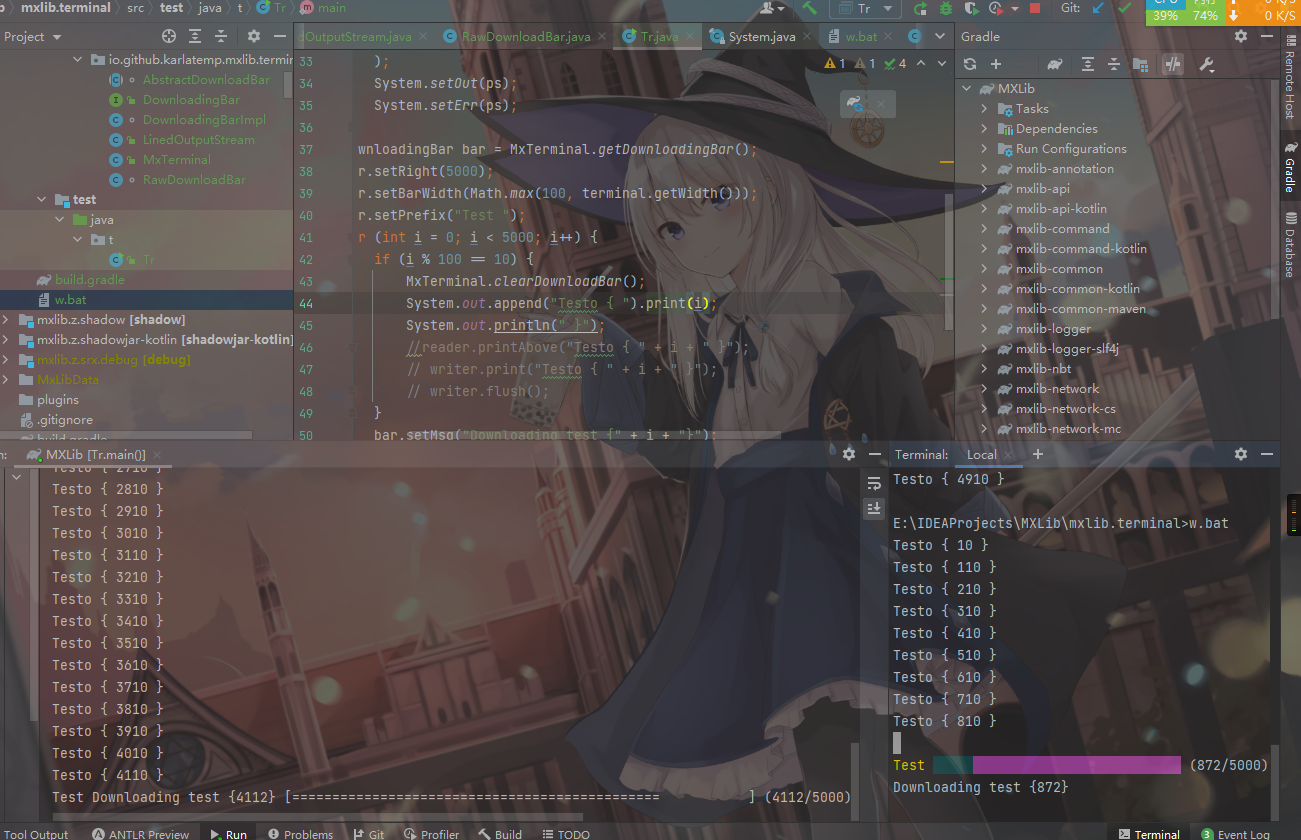 mxlib.terminal › src › test › java › t › Tr › main
Tr
Git:
CPU
39% 74%
0 K/S
0 K/S
Project
dOutputStream.java
RawDownloadBar.java
Tr.java
System.java
w.bat
Gradle
io.github.karlatemp.mxlib.termin
AbstractDownloadBar
DownloadingBar
DownloadingBarImpl
LinedOutputStream
MxTerminal
RawDownloadBar
test
java
t
Tr
build.gradle
w.bat
mxlib.z.shadow [shadow]
mxlib.z.shadowjar-kotlin [shadowjar-kotlin]
mxlib.z.srx.debug [debug]
MxLibData
plugins
.gitignore
build.gradle
1 1 4
33 );
34 System.setOut(ps);
35 System.setErr(ps);
36
37 wnloadingBar bar = MxTerminal.getDownloadingBar();
38 r.setRight(5000);
39 r.setBarWidth(Math.max(100, terminal.getWidth()));
40 r.setPrefix("Test ");
41 r (int i = 0; i < 5000; i++) {
42 if (i % 100 == 10) {
43 MxTerminal.clearDownloadBar();
44 System.out.append("Testo { ").print(i);
45 System.out.println(" }");
46 //reader.printAbove("Testo { " + i + " }");
47 // writer.print("Testo { " + i + " }");
48 // writer.flush();
49 }
50 bar.setMsg("Downloading test {" + i + "}");
MXLib
Tasks
Dependencies
Run Configurations
mxlib-annotation
mxlib-api
mxlib-api-kotlin
mxlib-command
mxlib-command-kotlin
mxlib-common
mxlib-common-kotlin
mxlib-common-maven
mxlib-logger
mxlib-logger-slf4j
mxlib-nbt
mxlib-network
mxlib-network-cs
mxlib-network-mc
Remote Host
Gradle
Database
n:
MXLib [Tr.main()]
Testo { 2710 }
Testo { 2810 }
Testo { 2910 }
Testo { 3010 }
Testo { 3110 }
Testo { 3210 }
Testo { 3310 }
Testo { 3410 }
Testo { 3510 }
Testo { 3610 }
Testo { 3710 }
Testo { 3810 }
Testo { 3910 }
Testo { 4010 }
Testo { 4110 }
Test Downloading test {4112} [============================================== ] (4112/5000)
Terminal: Local
Testo { 4910 }
E:\IDEAProjects\MXLib\mxlib.terminal>w.bat
Testo { 10 }
Testo { 110 }
Testo { 210 }
Testo { 310 }
Testo { 410 }
Testo { 510 }
Testo { 610 }
Testo { 710 }
Testo { 810 }
Test (872/5000)
Downloading test {872}
Tool Output
ANTLR Preview
Run
Problems
Git
Profiler
Build
TODO
Terminal
3 Event Log